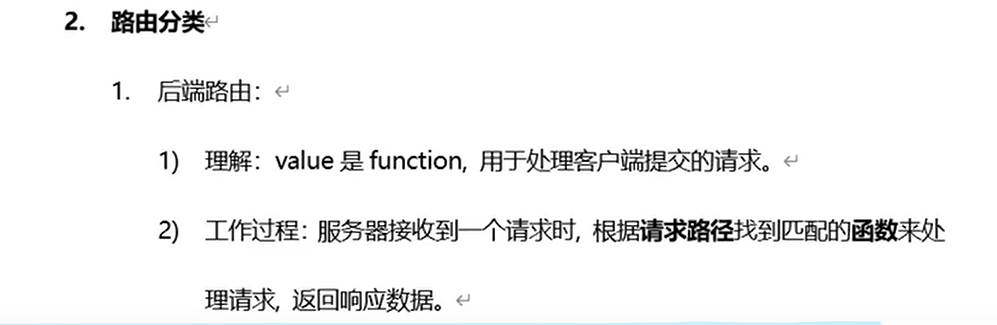 2. 路由分类
1. 后端路由：
1) 理解：value 是 function, 用于处理客户端提交的请求。
2) 工作过程：服务器接收到一个请求时, 根据请求路径找到匹配的函数来处
理请求, 返回响应数据。